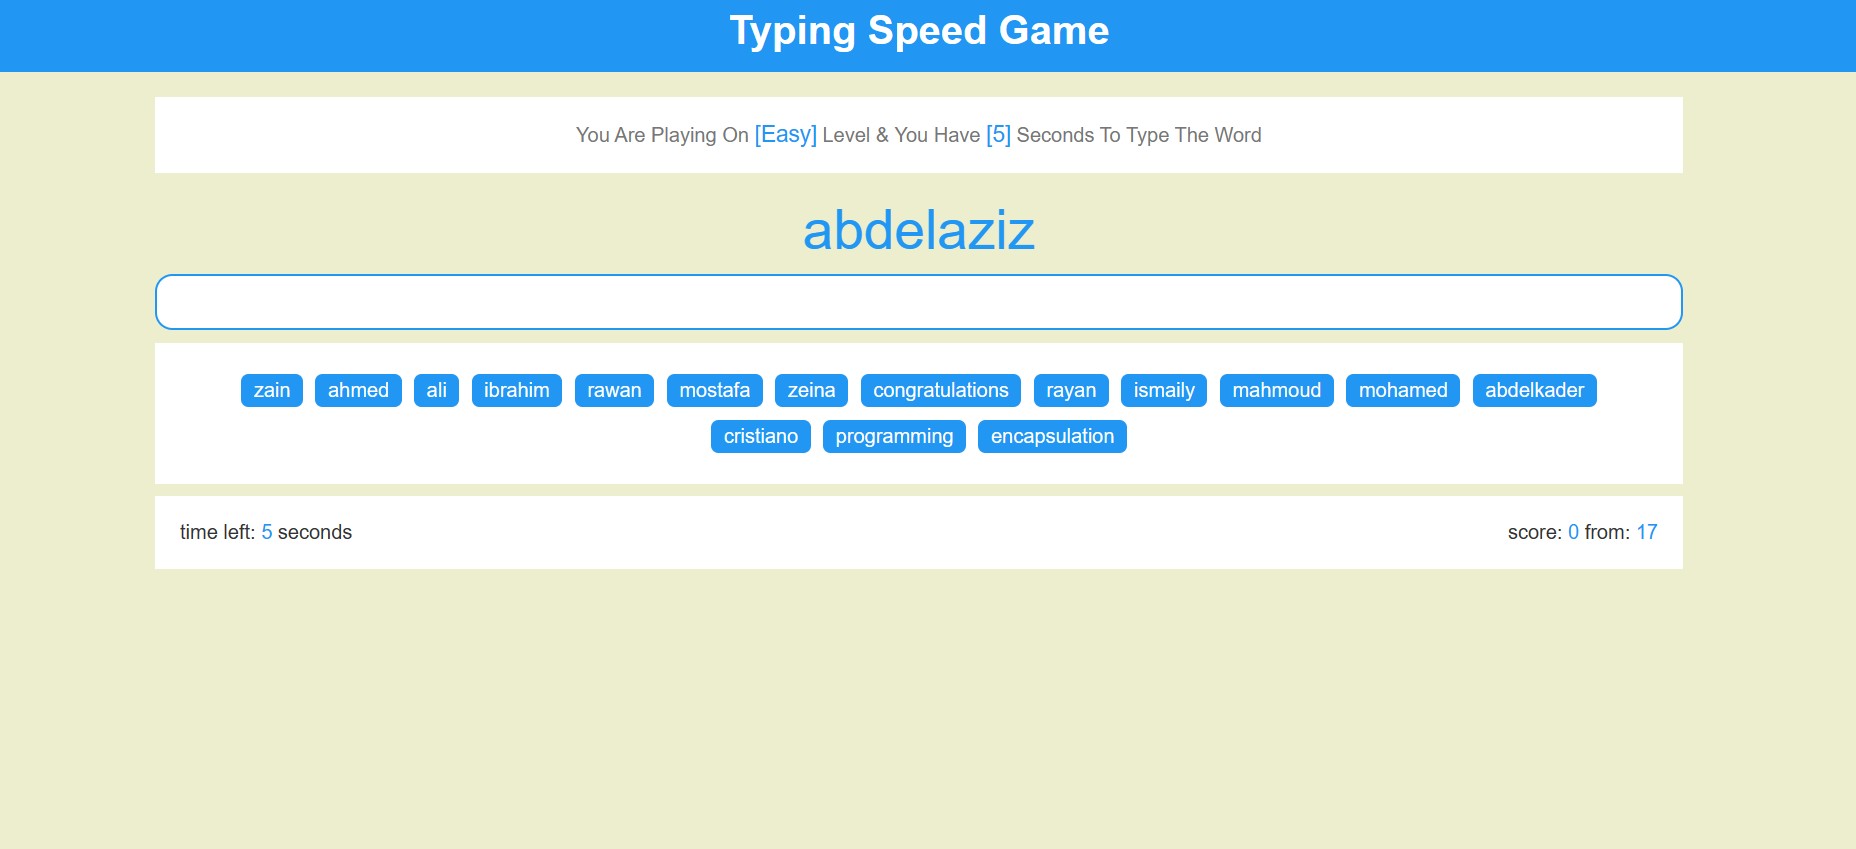 Typing Speed Game
You Are Playing On [Easy] Level & You Have [5] Seconds To Type The Word
abdelaziz
zain ahmed ali ibrahim rawan mostafa zeina congratulations rayan ismaily mahmoud mohamed abdelkader
cristiano programming encapsulation
time left: 5 seconds score: 0 from: 17